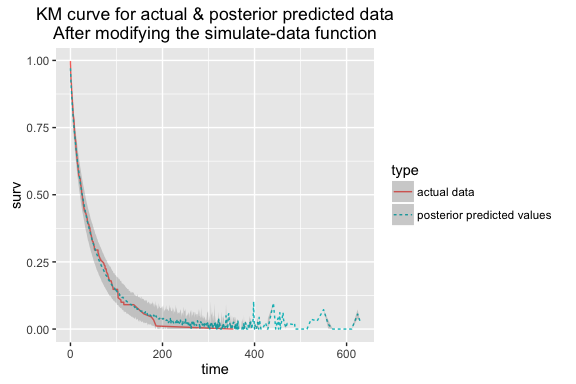 KM curve for actual & posterior predicted data
After modifying the simulate-data function
1.00
0.75
0.50
0.25
0.00
surv
0
200
400
600
time
type
actual data
posterior predicted values